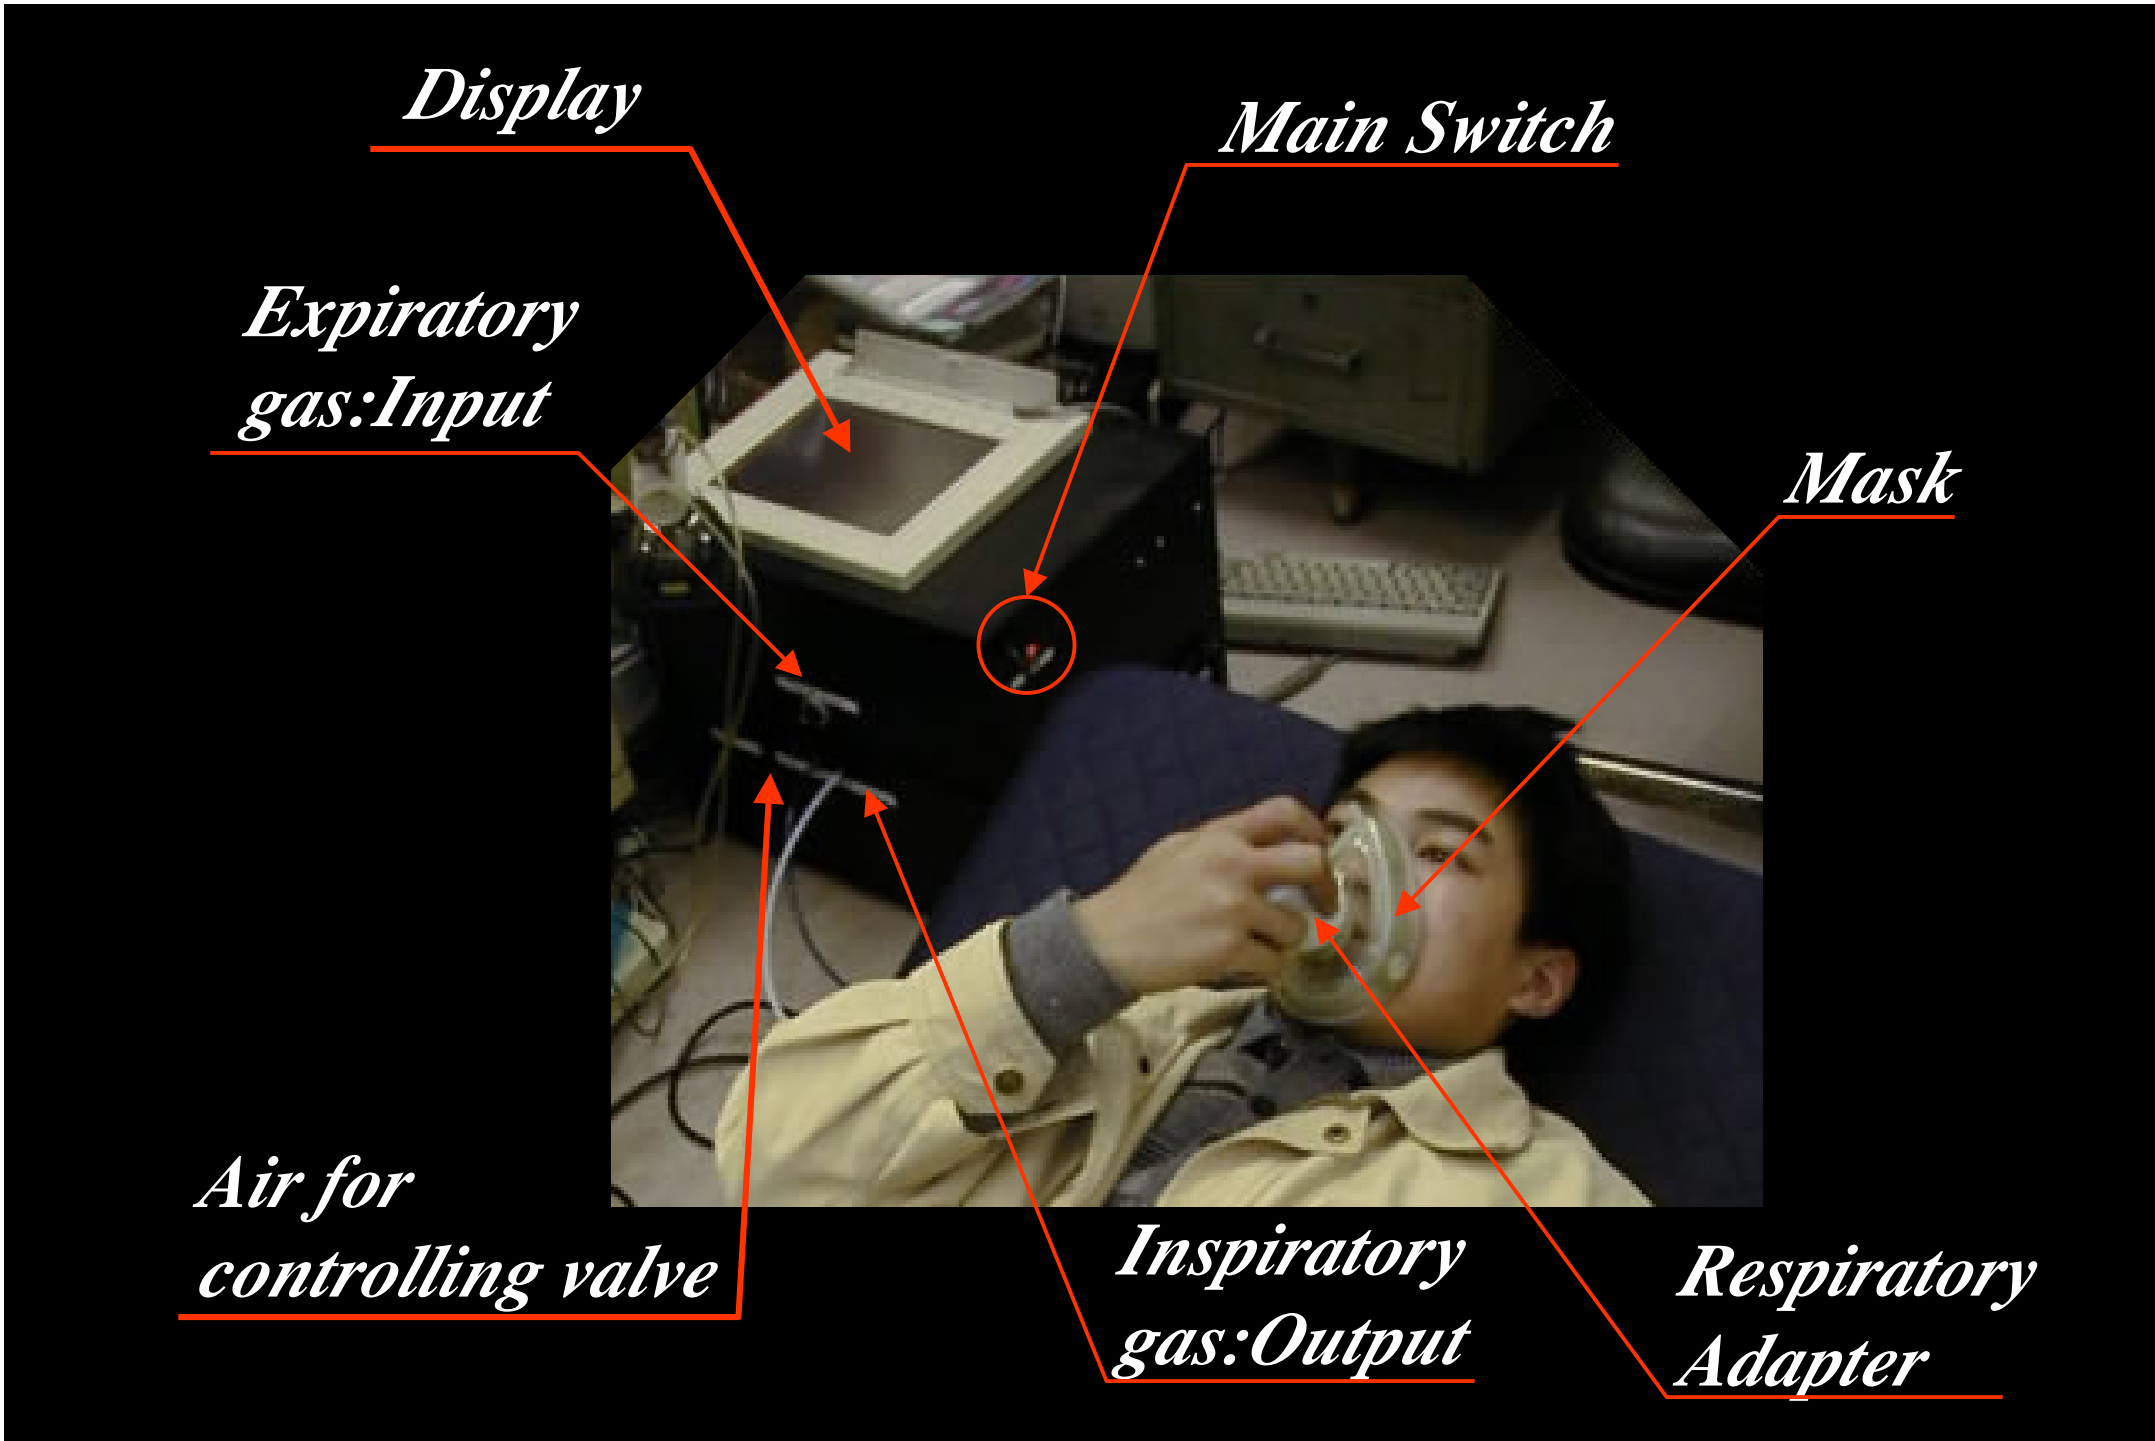 Display
Main Switch
Expiratory
gas:Input
Mask
Air for
controlling valve
Inspiratory
gas:Output
Respiratory
Adapter